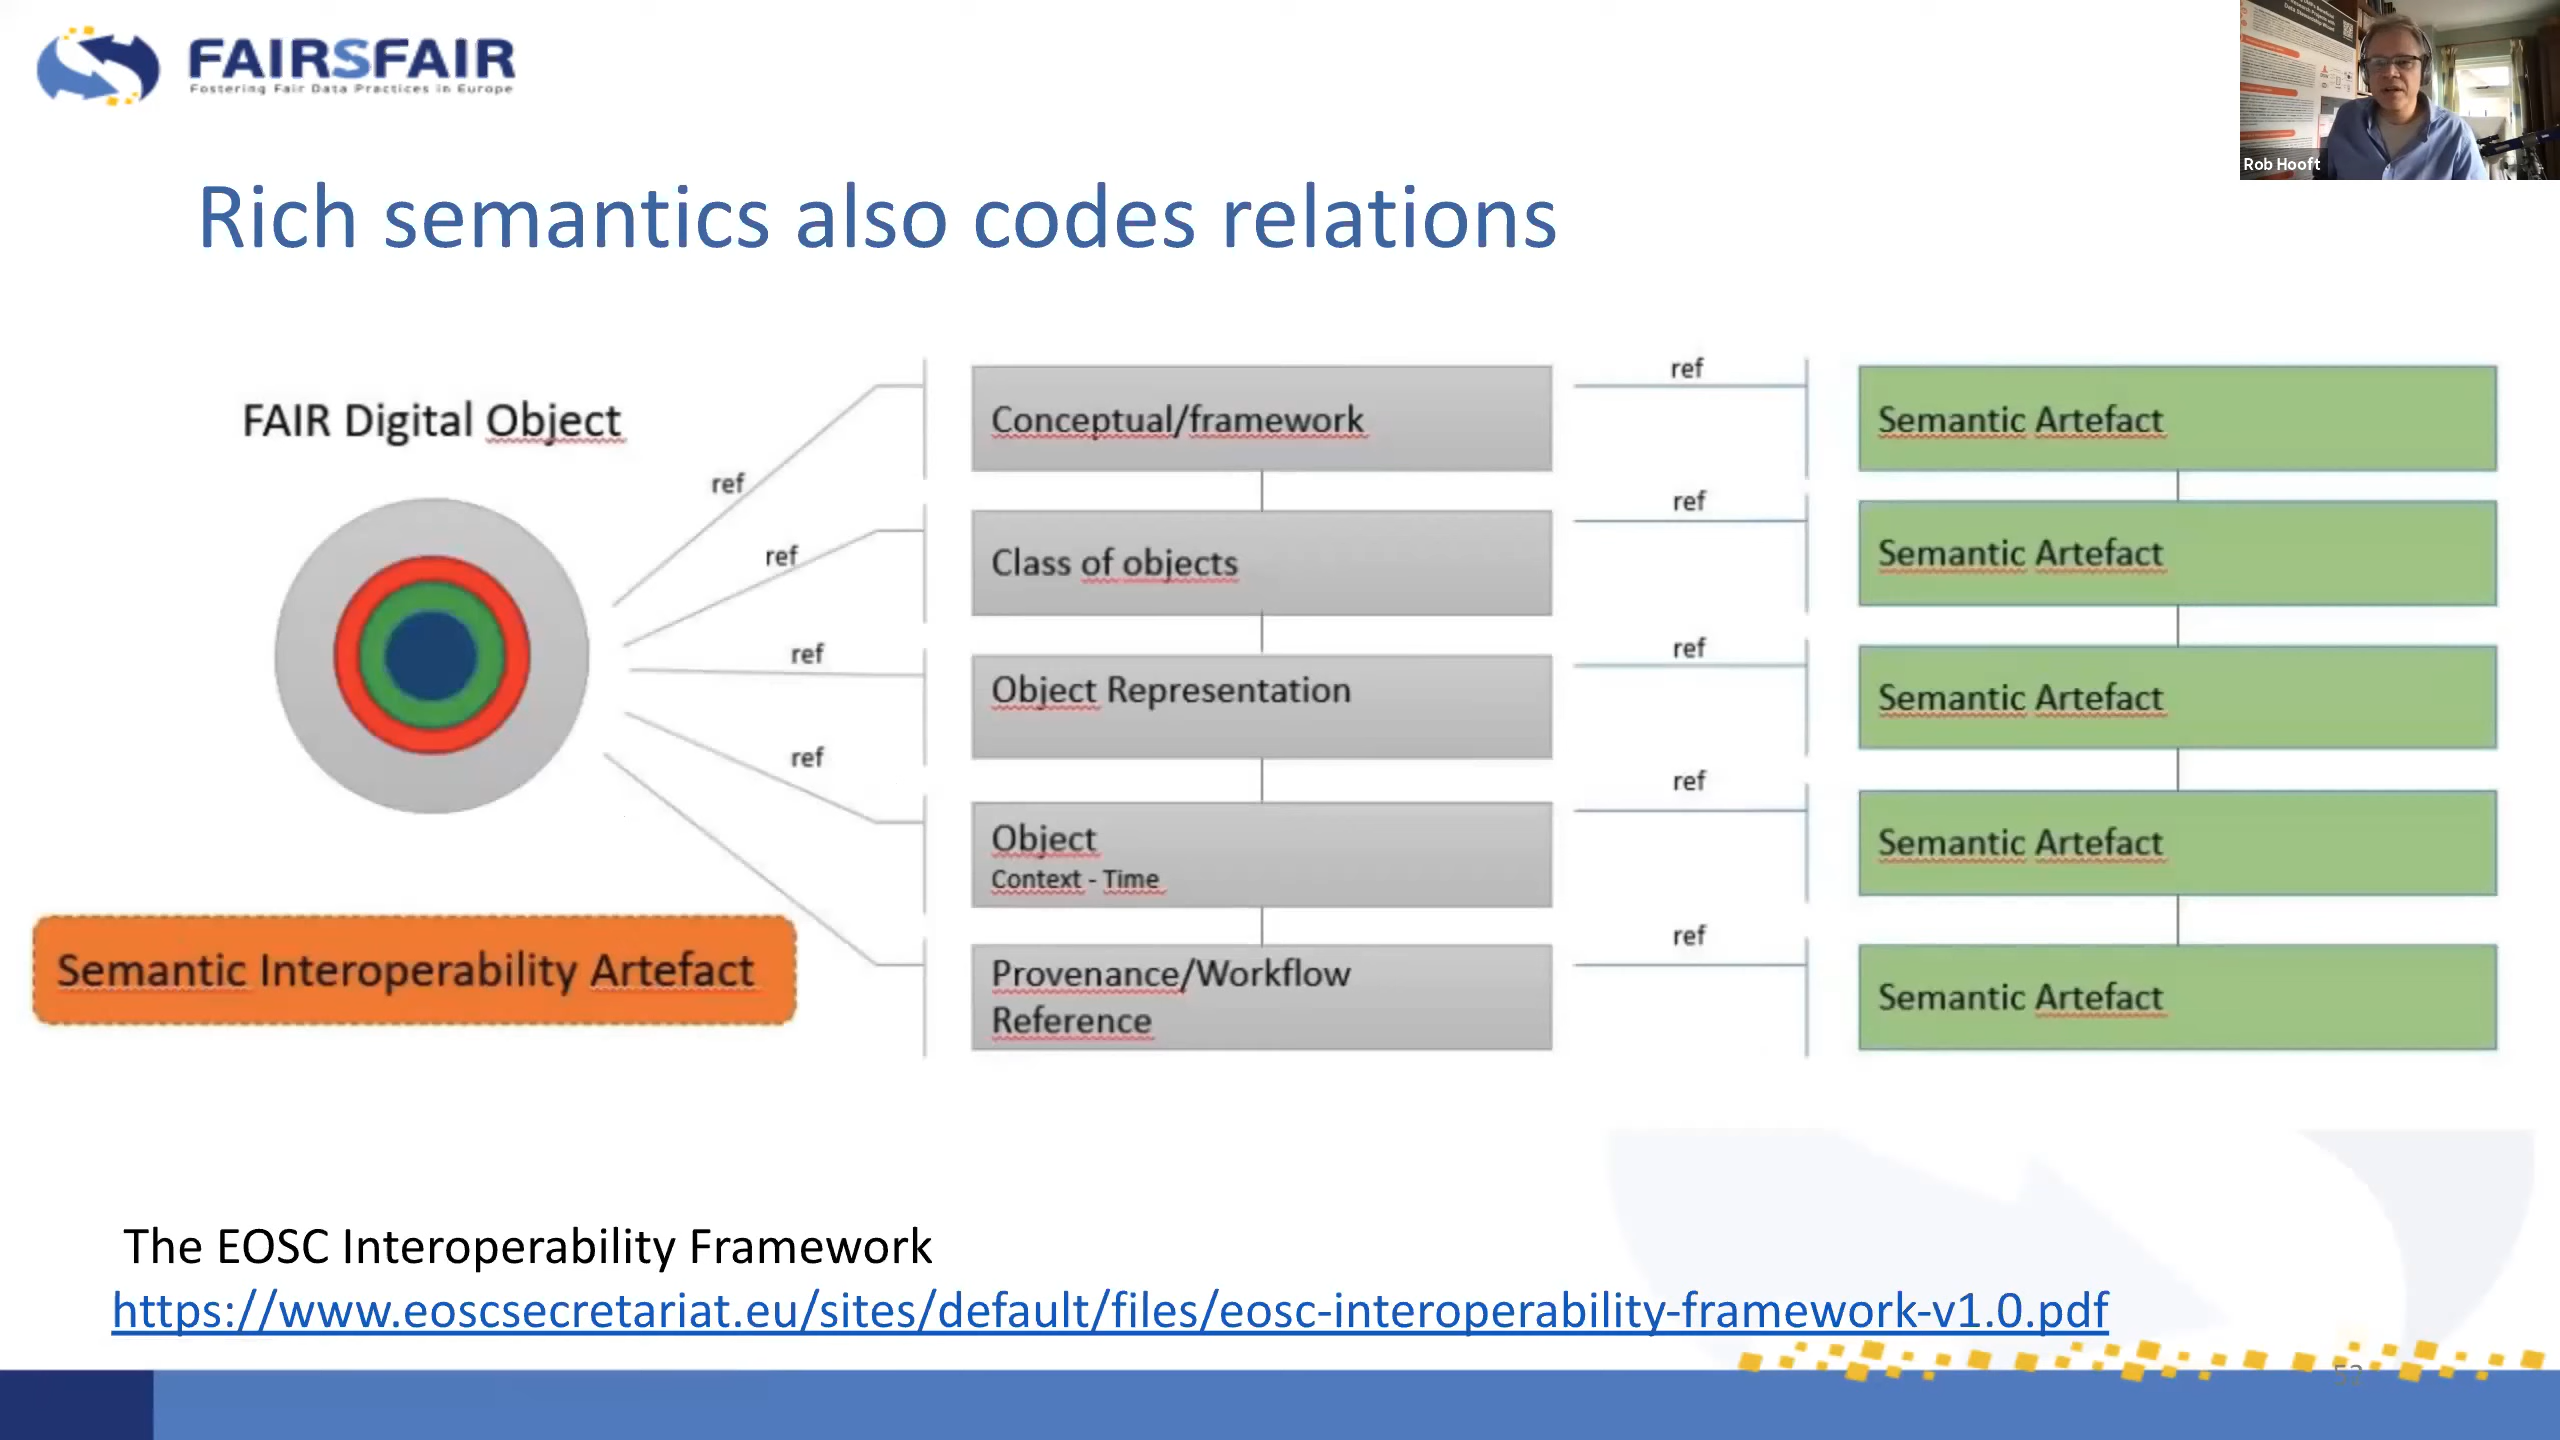 FAIRSFAIR
Fostering Fair Data Practices in Europe
Rob Hooft
Rich semantics also codes relations
FAIR Digital Object
ref
ref
ref
ref
Semantic Interoperability Artefact
Conceptual/framework
Class of objects
Object Representation
Object
Context - Time
Provenance/Workflow
Reference
ref
ref
ref
ref
ref
Semantic Artefact
Semantic Artefact
Semantic Artefact
Semantic Artefact
Semantic Artefact
The EOSC Interoperability Framework
https://www.eoscsecretariat.eu/sites/default/files/eosc-interoperability-framework-v1.0.pdf
52